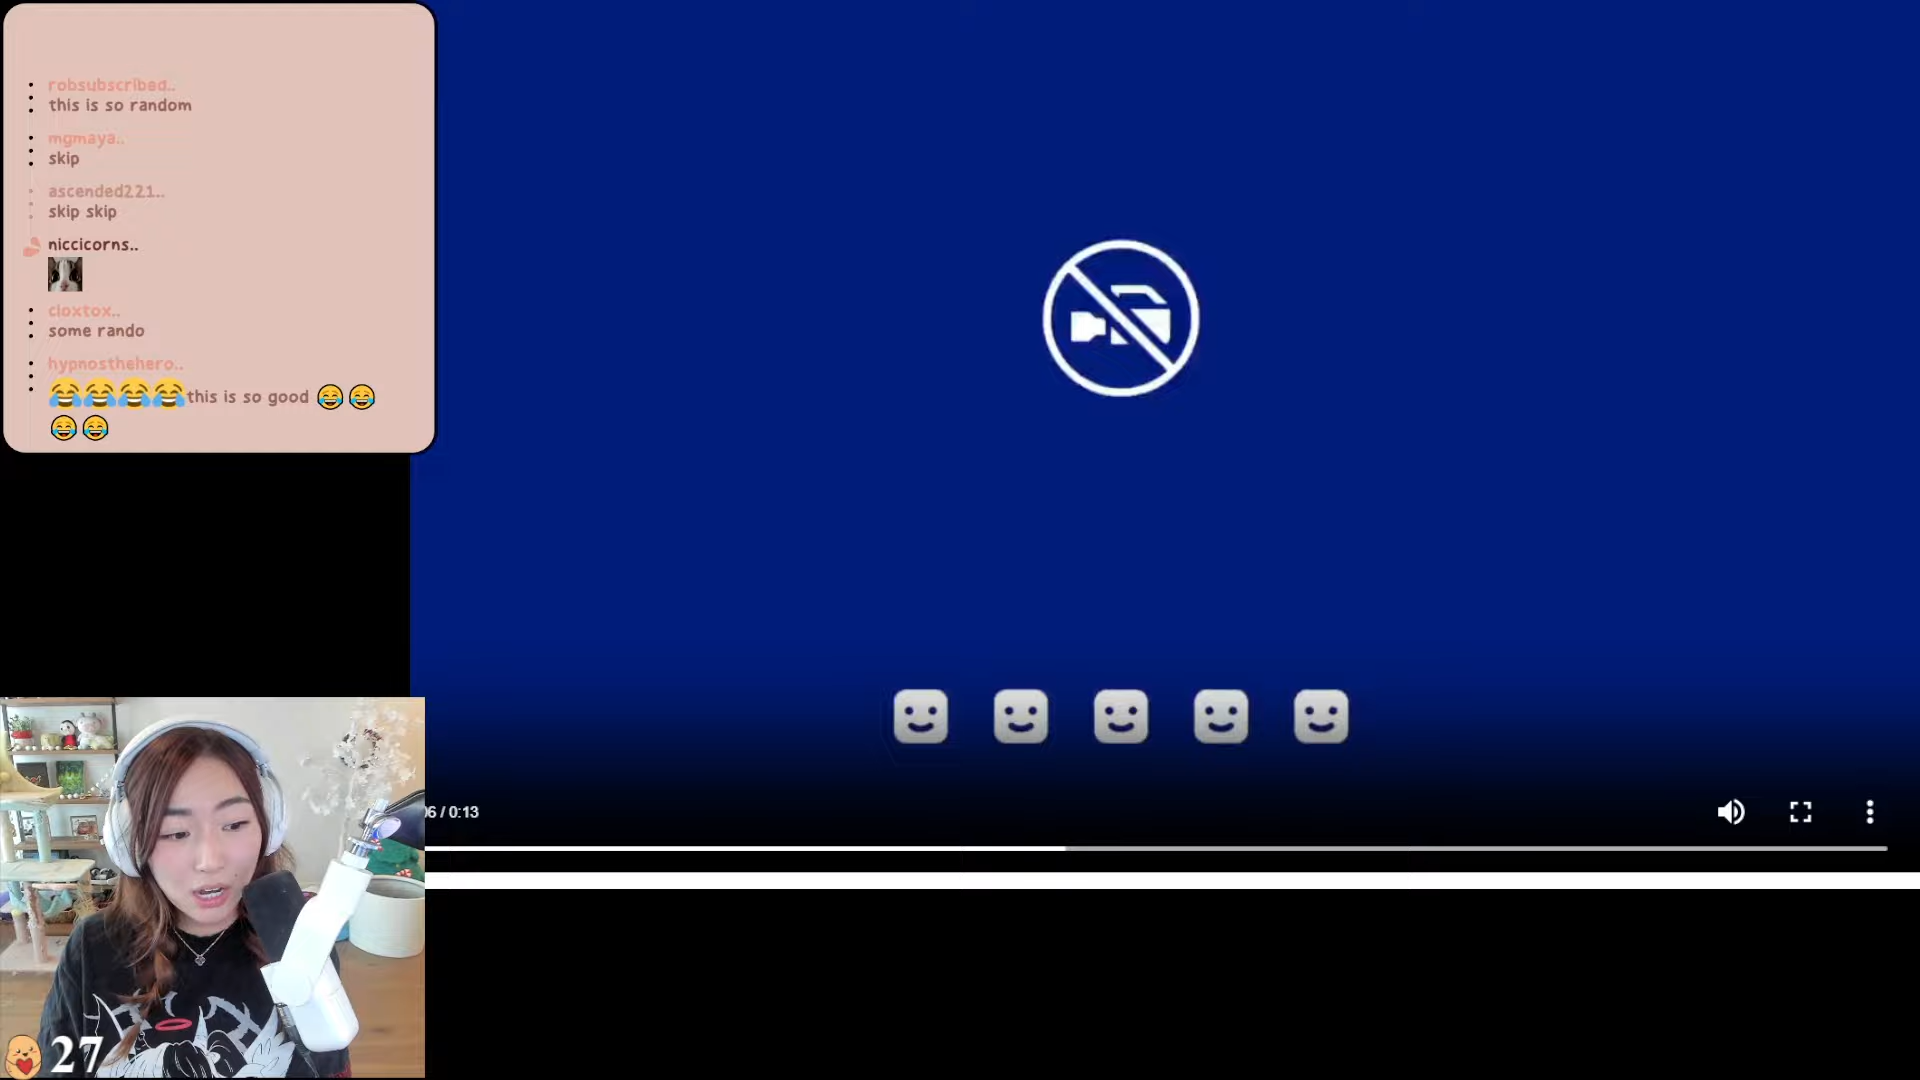 robsubscribed..
this is so random
mgmaya..
skip
ascended221..
skip skip
niccicorns..
cloxtox..
some rando
hypnosthehero..
😂😂😂😂this is so good 😂😂
😂😂
06 / 0:13
27